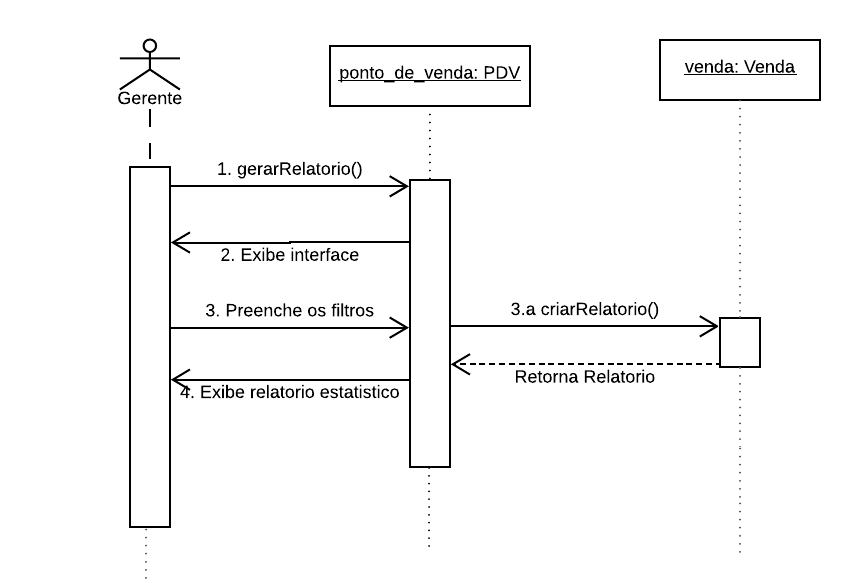 Gerente
ponto_de_venda: PDV
venda: Venda
1. gerarRelatorio()
2. Exibe interface
3. Preenche os filtros
3.a criarRelatorio()
Retorna Relatorio
4. Exibe relatorio estatistico